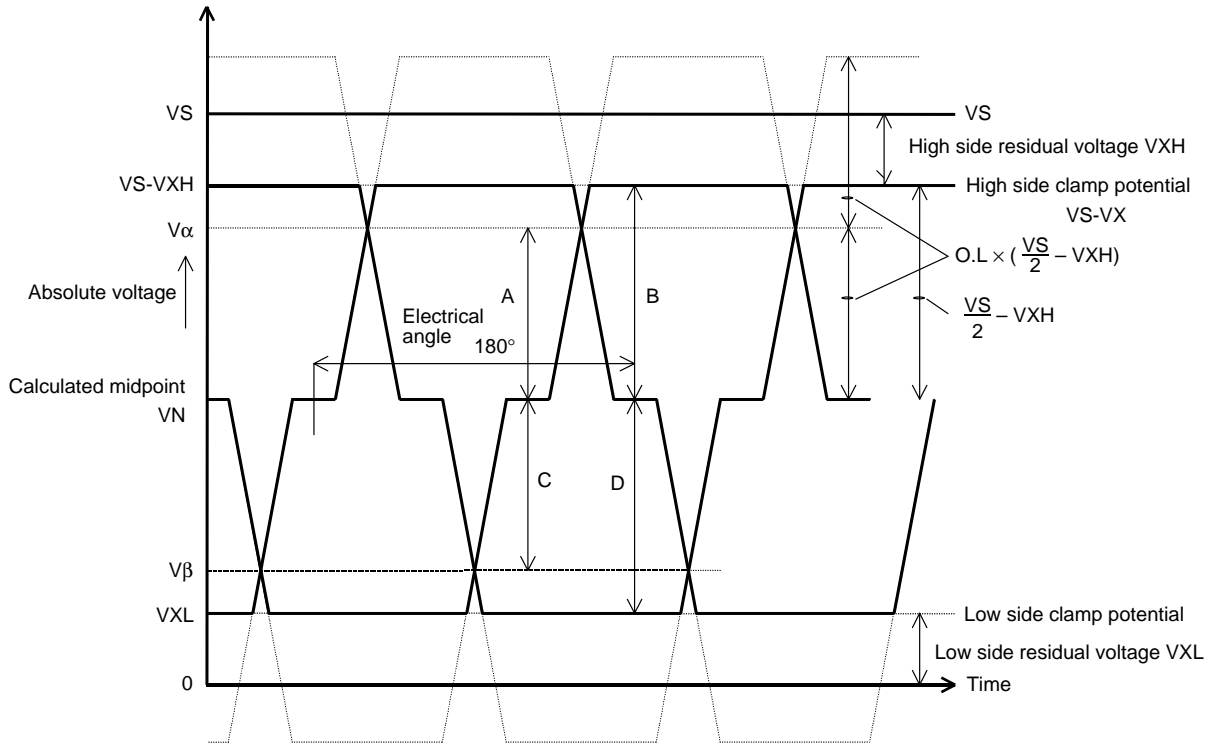 VS
VS
High side residual voltage VXH
VS-VXH
High side clamp potential
VS-VX
Vα
O.L × ( VS/2 – VXH)
Absolute voltage
A
B
VS/2 – VXH
Electrical
angle
180°
Calculated midpoint
VN
C
D
Vβ
VXL
Low side clamp potential
Low side residual voltage VXL
0
Time